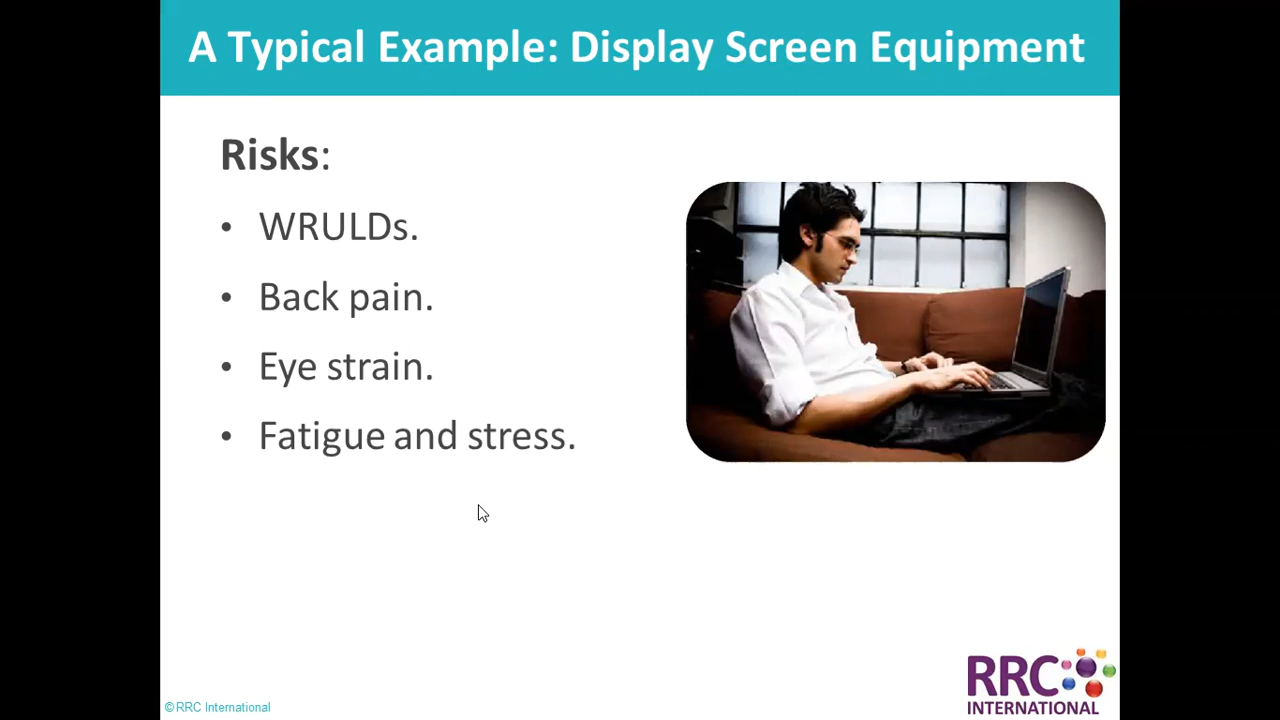 A Typical Example: Display Screen Equipment
Risks:
• WRULDs.
• Back pain.
• Eye strain.
• Fatigue and stress.
RRC
INTERNATIONAL
©RRC International